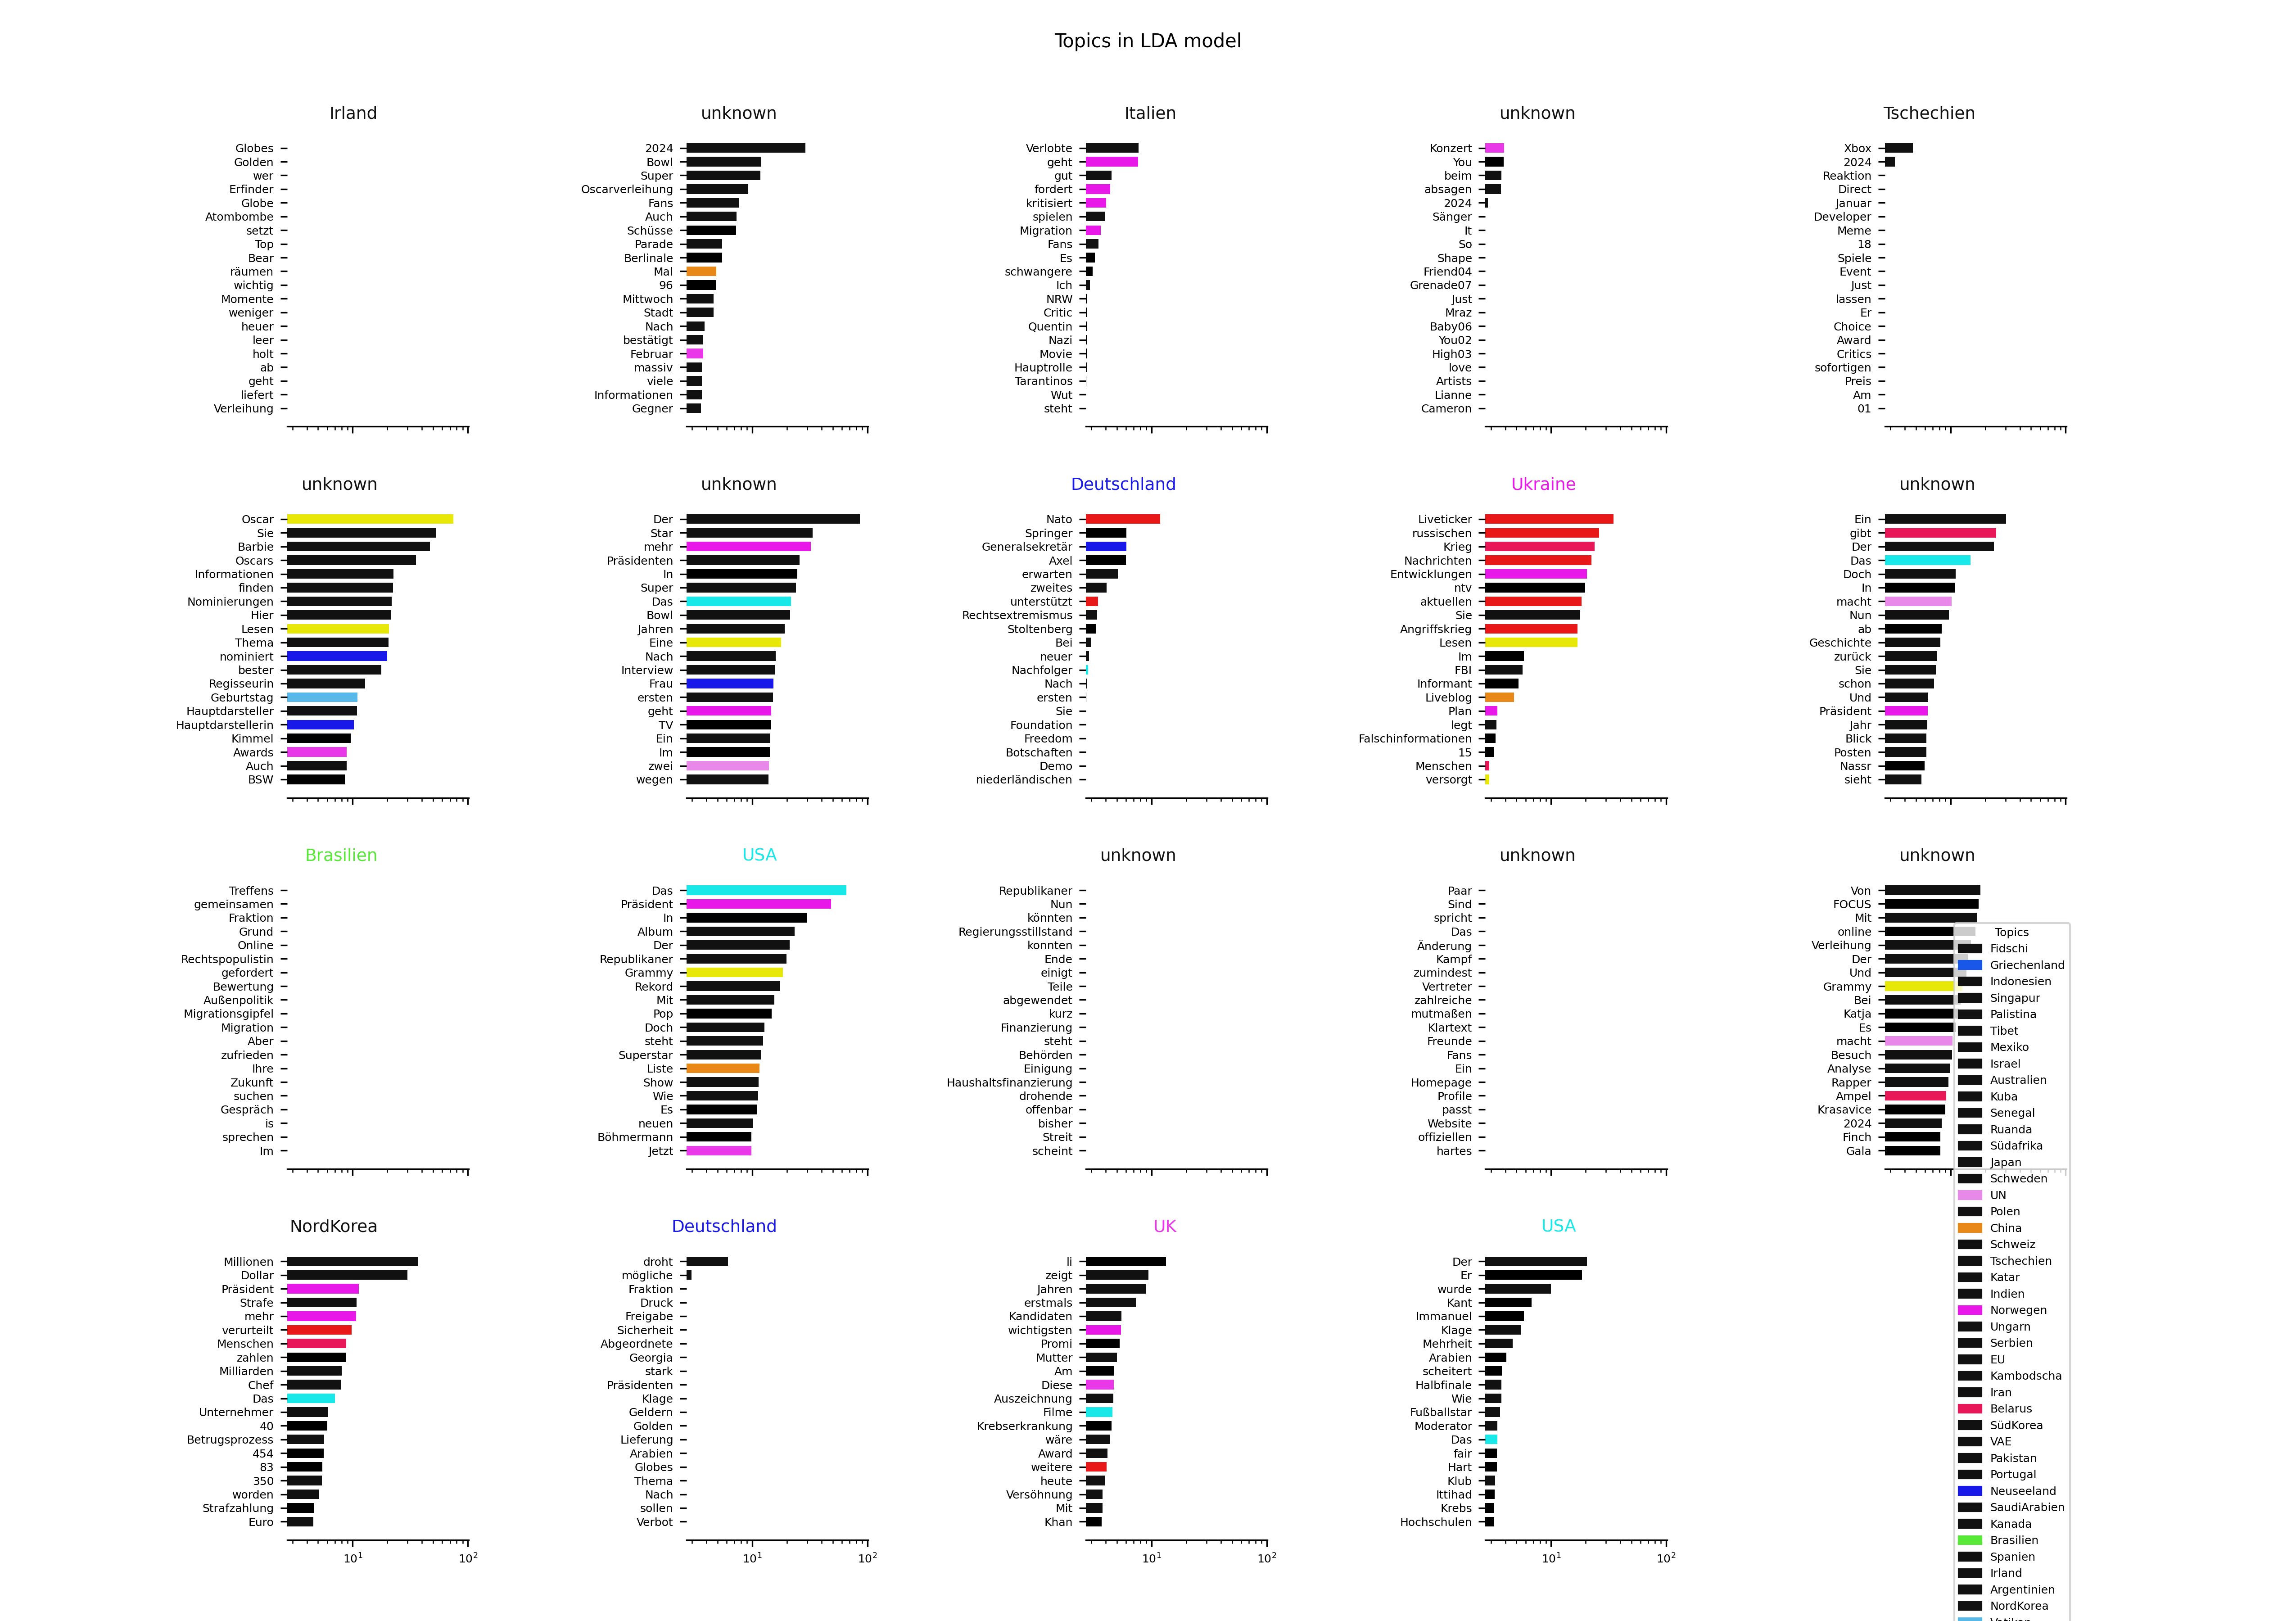 Topics in LDA model
Irland
Globes
Golden
wer
Erfinder
Globe
Atombombe
setzt
Top
Bear
räumen
wichtig
Momente
weniger
heuer
leer
holt
ab
geht
liefert
Verleihung
unknown
2024
Bowl
Super
Oscarverleihung
Fans
Auch
Schüsse
Parade
Berlinale
Mal
96
Mittwoch
Stadt
Nach
bestätigt
Februar
massiv
viele
Informationen
Gegner
Italien
Verlobte
geht
gut
fordert
kritisiert
spielen
Migration
Fans
Es
schwangere
Ich
NRW
Critic
Quentin
Nazi
Movie
Hauptrolle
Tarantinos
Wut
steht
unknown
Konzert
You
beim
absagen
2024
Sänger
It
So
Shape
Friend04
Grenade07
Just
Mraz
Baby06
You02
High03
love
Artists
Lianne
Cameron
Tschechien
Xbox
2024
Reaktion
Direct
Januar
Developer
Meme
18
Spiele
Event
Just
lassen
Er
Choice
Award
Critics
sofortigen
Preis
Am
01
unknown
Oscar
Sie
Barbie
Oscars
Informationen
finden
Nominierungen
Hier
Lesen
Thema
nominiert
bester
Regisseurin
Geburtstag
Hauptdarsteller
Hauptdarstellerin
Kimmel
Awards
Auch
BSW
unknown
Der
Star
mehr
Präsidenten
In
Super
Das
Bowl
Jahren
Eine
Nach
Interview
Frau
ersten
geht
TV
Ein
Im
zwei
wegen
Deutschland
Nato
Springer
Generalsekretär
Axel
erwarten
zweites
unterstützt
Rechtsextremismus
Stoltenberg
Bei
neuer
Nachfolger
Nach
ersten
Sie
Foundation
Freedom
Botschaften
Demo
niederländischen
Ukraine
Liveticker
russischen
Krieg
Nachrichten
Entwicklungen
ntv
aktuellen
Sie
Angriffskrieg
Lesen
Im
FBI
Informant
Liveblog
Plan
legt
Falschinformationen
15
Menschen
versorgt
unknown
Ein
gibt
Der
Das
Doch
In
macht
Nun
ab
Geschichte
zurück
Sie
schon
Und
Präsident
Jahr
Blick
Posten
Nassr
sieht
Brasilien
Treffens
gemeinsamen
Fraktion
Grund
Online
Rechtspopulistin
gefordert
Bewertung
Außenpolitik
Migrationsgipfel
Migration
Aber
zufrieden
Ihre
Zukunft
suchen
Gespräch
is
sprechen
Im
USA
Das
Präsident
In
Album
Der
Republikaner
Grammy
Rekord
Mit
Pop
Doch
steht
Superstar
Liste
Show
Wie
Es
neuen
Böhmermann
Jetzt
unknown
Republikaner
Nun
könnten
Regierungsstillstand
konnten
Ende
einigt
Teile
abgewendet
kurz
Finanzierung
steht
Behörden
Einigung
Haushaltsfinanzierung
drohende
offenbar
bisher
Streit
scheint
unknown
Paar
Sind
spricht
Das
Änderung
Kampf
zumindest
Vertreter
zahlreiche
mutmaßen
Klartext
Freunde
Fans
Ein
Homepage
Profile
passt
Website
offiziellen
hartes
unknown
Von
FOCUS
Mit
online
Verleihung
Der
Und
Grammy
Bei
Katja
Es
macht
Besuch
Analyse
Rapper
Ampel
Krasavice
2024
Finch
Gala
NordKorea
Millionen
Dollar
Präsident
Strafe
mehr
verurteilt
Menschen
zahlen
Milliarden
Chef
Das
Unternehmer
40
Betrugsprozess
454
83
350
worden
Strafzahlung
Euro
10¹ 10²
Deutschland
droht
mögliche
Fraktion
Druck
Freigabe
Sicherheit
Abgeordnete
Georgia
stark
Präsidenten
Klage
Geldern
Golden
Lieferung
Arabien
Globes
Thema
Nach
sollen
Verbot
10¹ 10²
UK
li
zeigt
Jahren
erstmals
Kandidaten
wichtigsten
Promi
Mutter
Am
Diese
Auszeichnung
Filme
Krebserkrankung
wäre
Award
weitere
heute
Versöhnung
Mit
Khan
10¹ 10²
USA
Der
Er
wurde
Kant
Immanuel
Klage
Mehrheit
Arabien
scheitert
Halbfinale
Wie
Fußballstar
Moderator
Das
fair
Hart
Klub
Ittihad
Krebs
Hochschulen
10¹ 10²
Topics
Fidschi
Griechenland
Indonesien
Singapur
Palistina
Tibet
Mexiko
Israel
Australien
Kuba
Senegal
Ruanda
Südafrika
Japan
Schweden
UN
Polen
China
Schweiz
Tschechien
Katar
Indien
Norwegen
Ungarn
Serbien
EU
Kambodscha
Iran
Belarus
SüdKorea
VAE
Pakistan
Portugal
Neuseeland
SaudiArabien
Kanada
Brasilien
Spanien
Irland
Argentinien
NordKorea